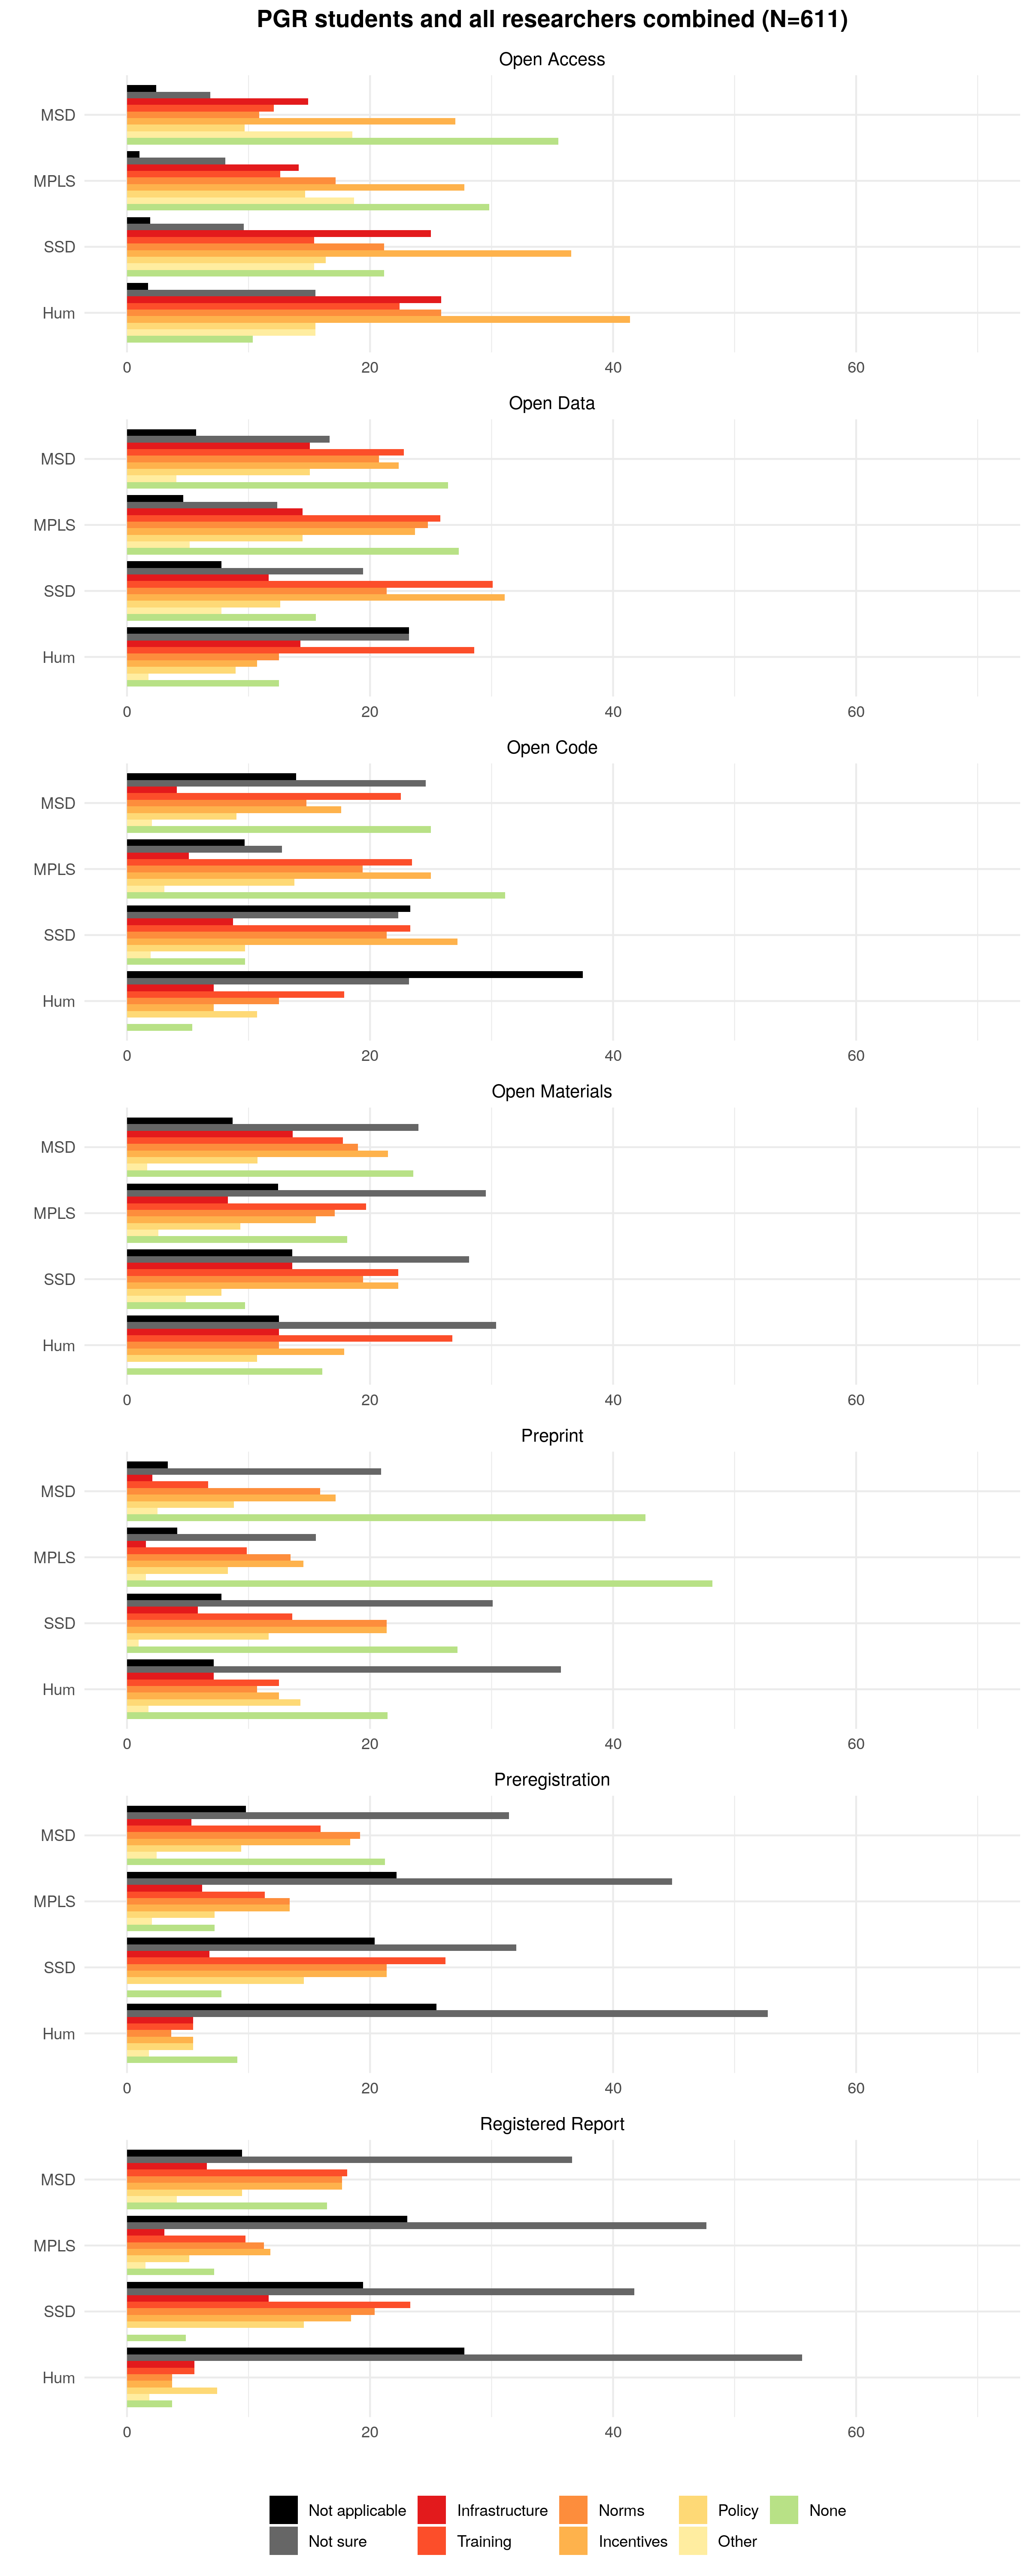 PGR students and all researchers combined (N=611)
Open Access
MSD
MPLS
SSD
Hum
0 20 40 60
Open Data
MSD
MPLS
SSD
Hum
0 20 40 60
Open Code
MSD
MPLS
SSD
Hum
0 20 40 60
Open Materials
MSD
MPLS
SSD
Hum
0 20 40 60
Preprint
MSD
MPLS
SSD
Hum
0 20 40 60
Preregistration
MSD
MPLS
SSD
Hum
0 20 40 60
Registered Report
MSD
MPLS
SSD
Hum
0 20 40 60
Not applicable Infrastructure Norms Policy None
Not sure Training Incentives Other